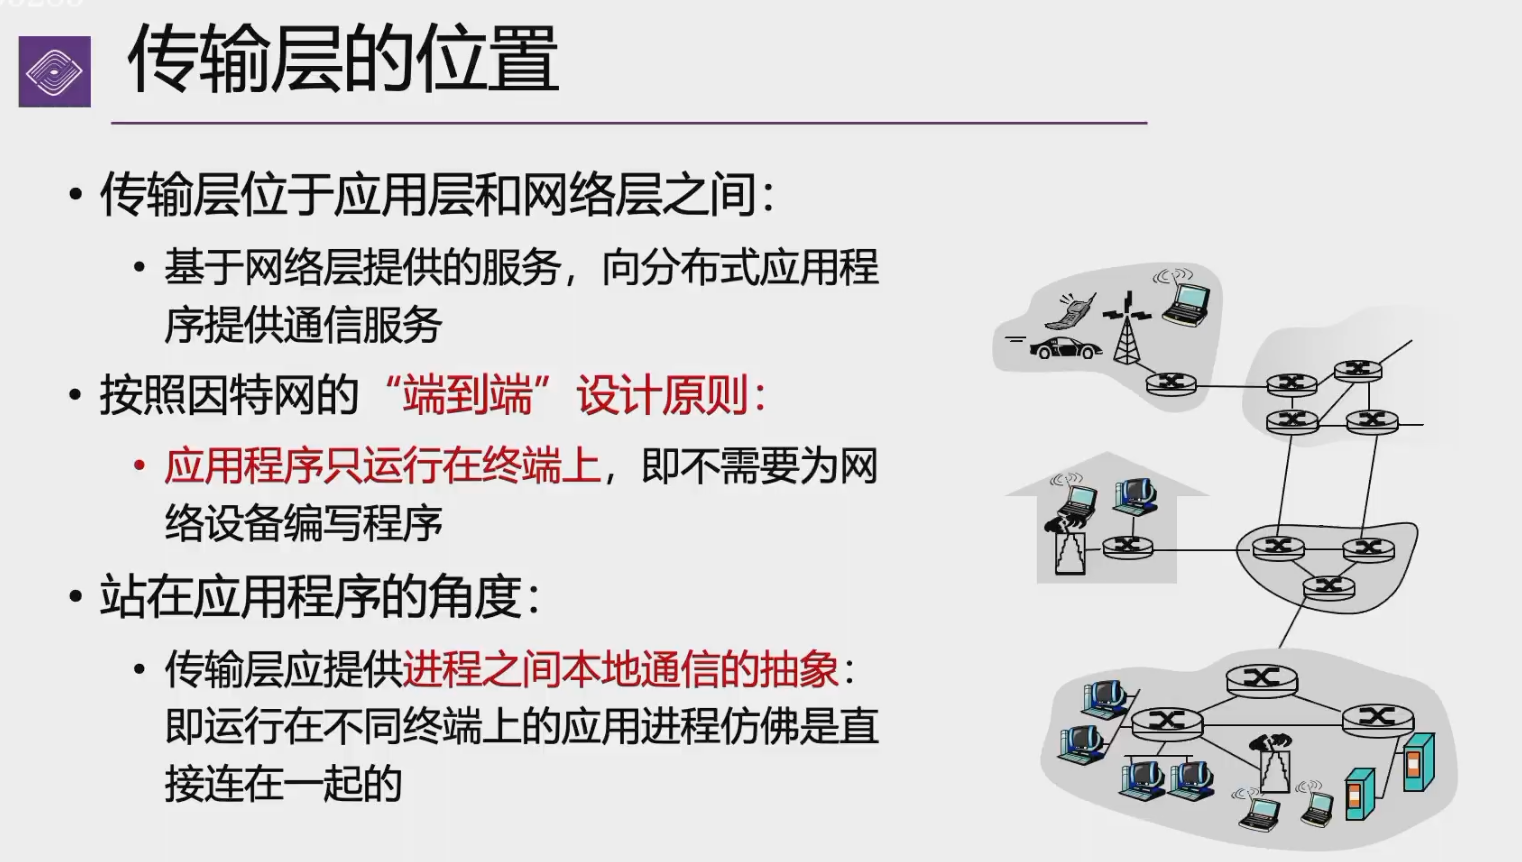 传输层的位置
• 传输层位于应用层和网络层之间：
• 基于网络层提供的服务，向分布式应用程
序提供通信服务
• 按照因特网的“端到端”设计原则：
• 应用程序只运行在终端上，即不需要为网
络设备编写程序
• 站在应用程序的角度：
• 传输层应提供进程之间本地通信的抽象：
即运行在不同终端上的应用进程仿佛是直
接连在一起的